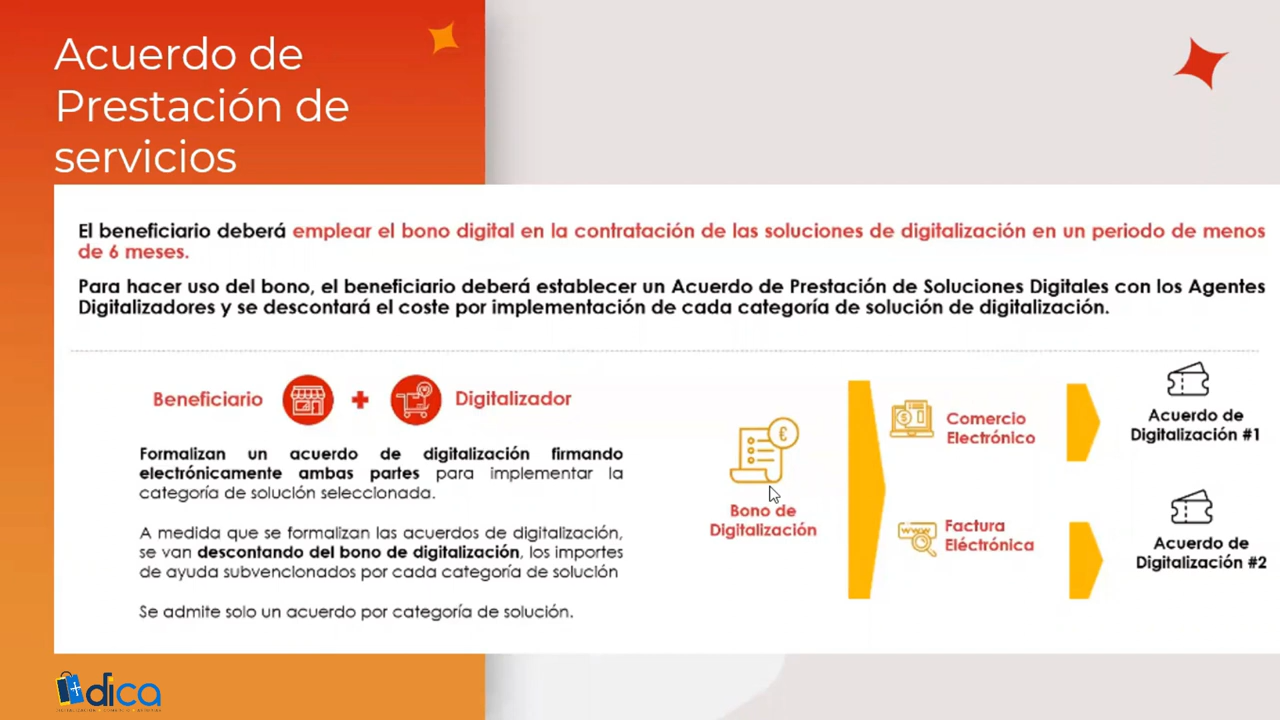 Acuerdo de
Prestación de
servicios
El beneficiario deberá emplear el bono digital en la contratación de las soluciones de digitalización en un periodo de menos
de 6 meses.
Para hacer uso del bono, el beneficiario deberá establecer un Acuerdo de Prestación de Soluciones Digitales con los Agentes
Digitalizadores y se descontará el coste por implementación de cada categoría de solución de digitalización.
Beneficiario + Digitalizador
Formalizan un acuerdo de digitalización firmando
electrónicamente ambas partes para implementar la
categoría de solución seleccionada.
A medida que se formalizan las acuerdos de digitalización,
se van descontando del bono de digitalización, los importes
de ayuda subvencionados por cada categoría de solución
Se admite solo un acuerdo por categoría de solución.
Bono de
Digitalización
Comercio
Electrónico
www
Factura
Eléctrónica
Acuerdo de
Digitalización #1
Acuerdo de
Digitalización #2
dica